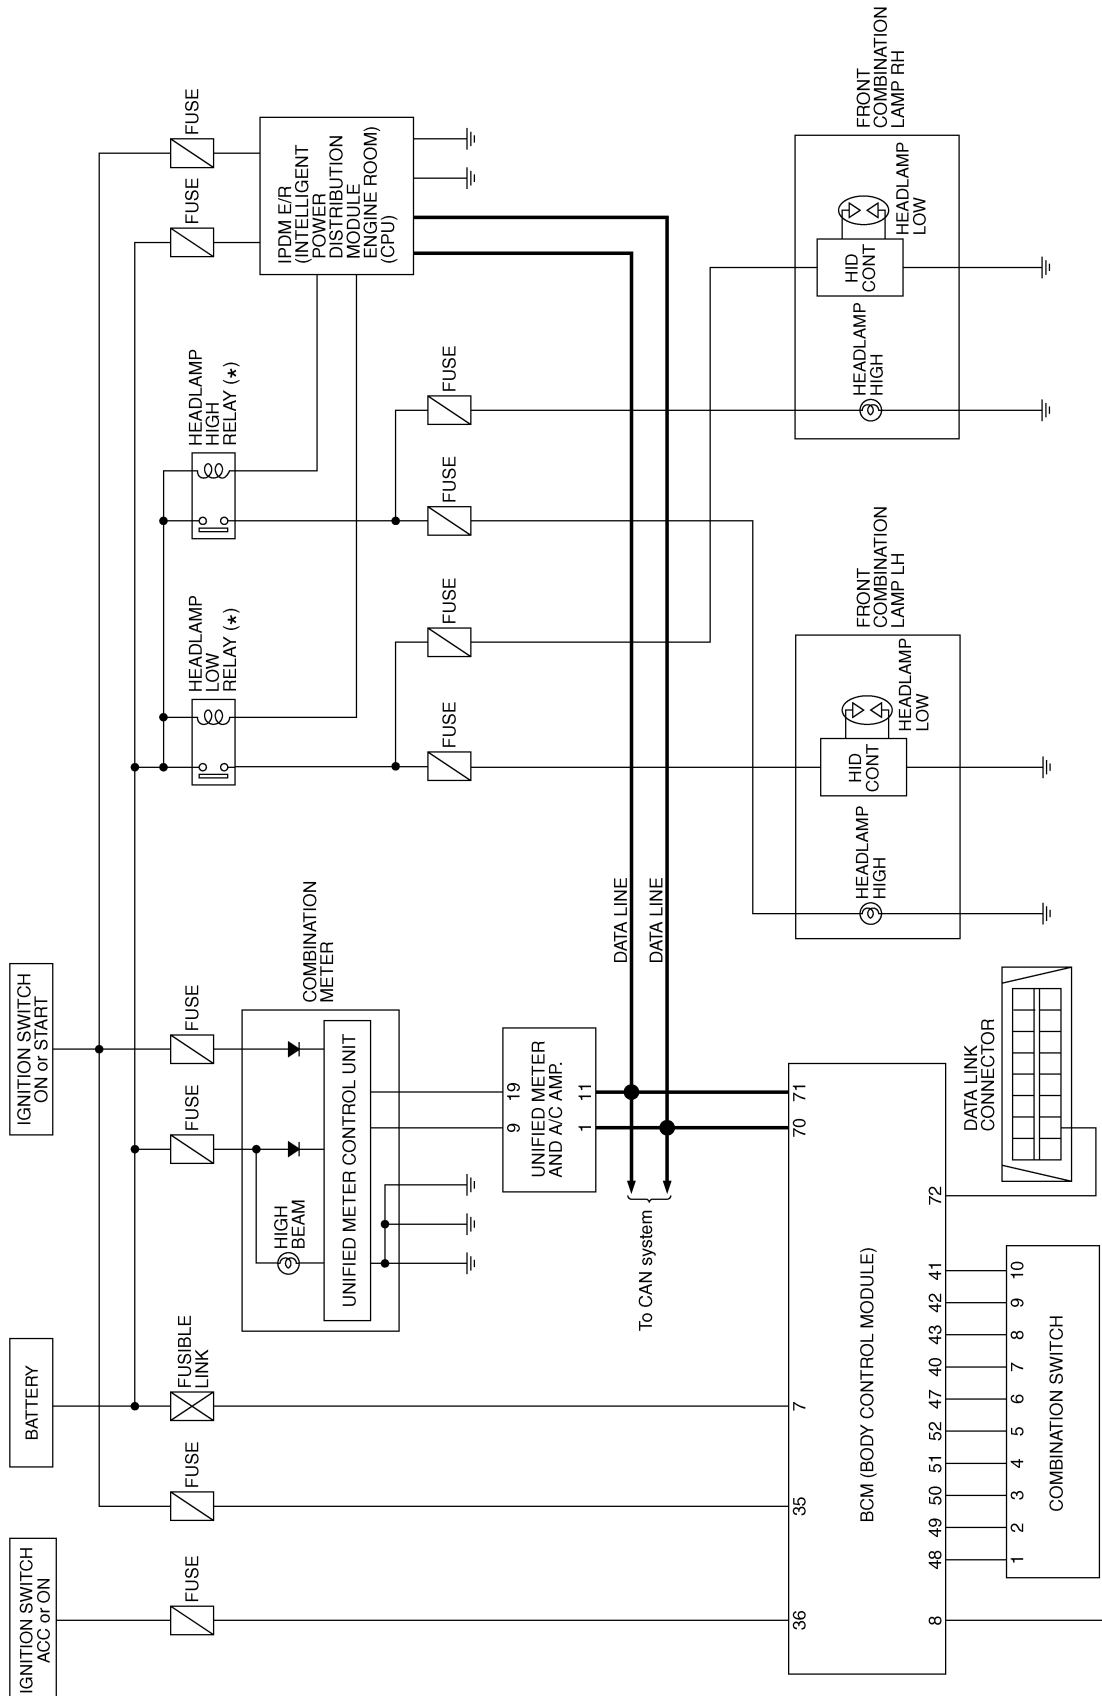 IGNITION SWITCH
ACC or ON
BATTERY
IGNITION SWITCH
ON or START
FUSE
FUSE
FUSIBLE
LINK
FUSE
FUSE
HEADLAMP
LOW
RELAY (*)
HEADLAMP
HIGH
RELAY (*)
FUSE
FUSE
HIGH
BEAM
UNIFIED METER CONTROL UNIT
COMBINATION
METER
IPDM E/R
(INTELLIGENT
POWER
DISTRIBUTION
MODULE
ENGINE ROOM)
(CPU)
FUSE
FUSE
FUSE
FUSE
9 19
UNIFIED METER
AND A/C AMP.
1 11
To CAN system
DATA LINE
DATA LINE
36 35 7 70 71
BCM (BODY CONTROL MODULE)
8 48 49 50 51 52 47 40 43 42 41 72
1 2 3 4 5 6 7 8 9 10
COMBINATION SWITCH
DATA LINK
CONNECTOR
FRONT
COMBINATION
LAMP LH
HEADLAMP
HIGH
HID
CONT
HEADLAMP
LOW
FRONT
COMBINATION
LAMP RH
HEADLAMP
HIGH
HID
CONT
HEADLAMP
LOW